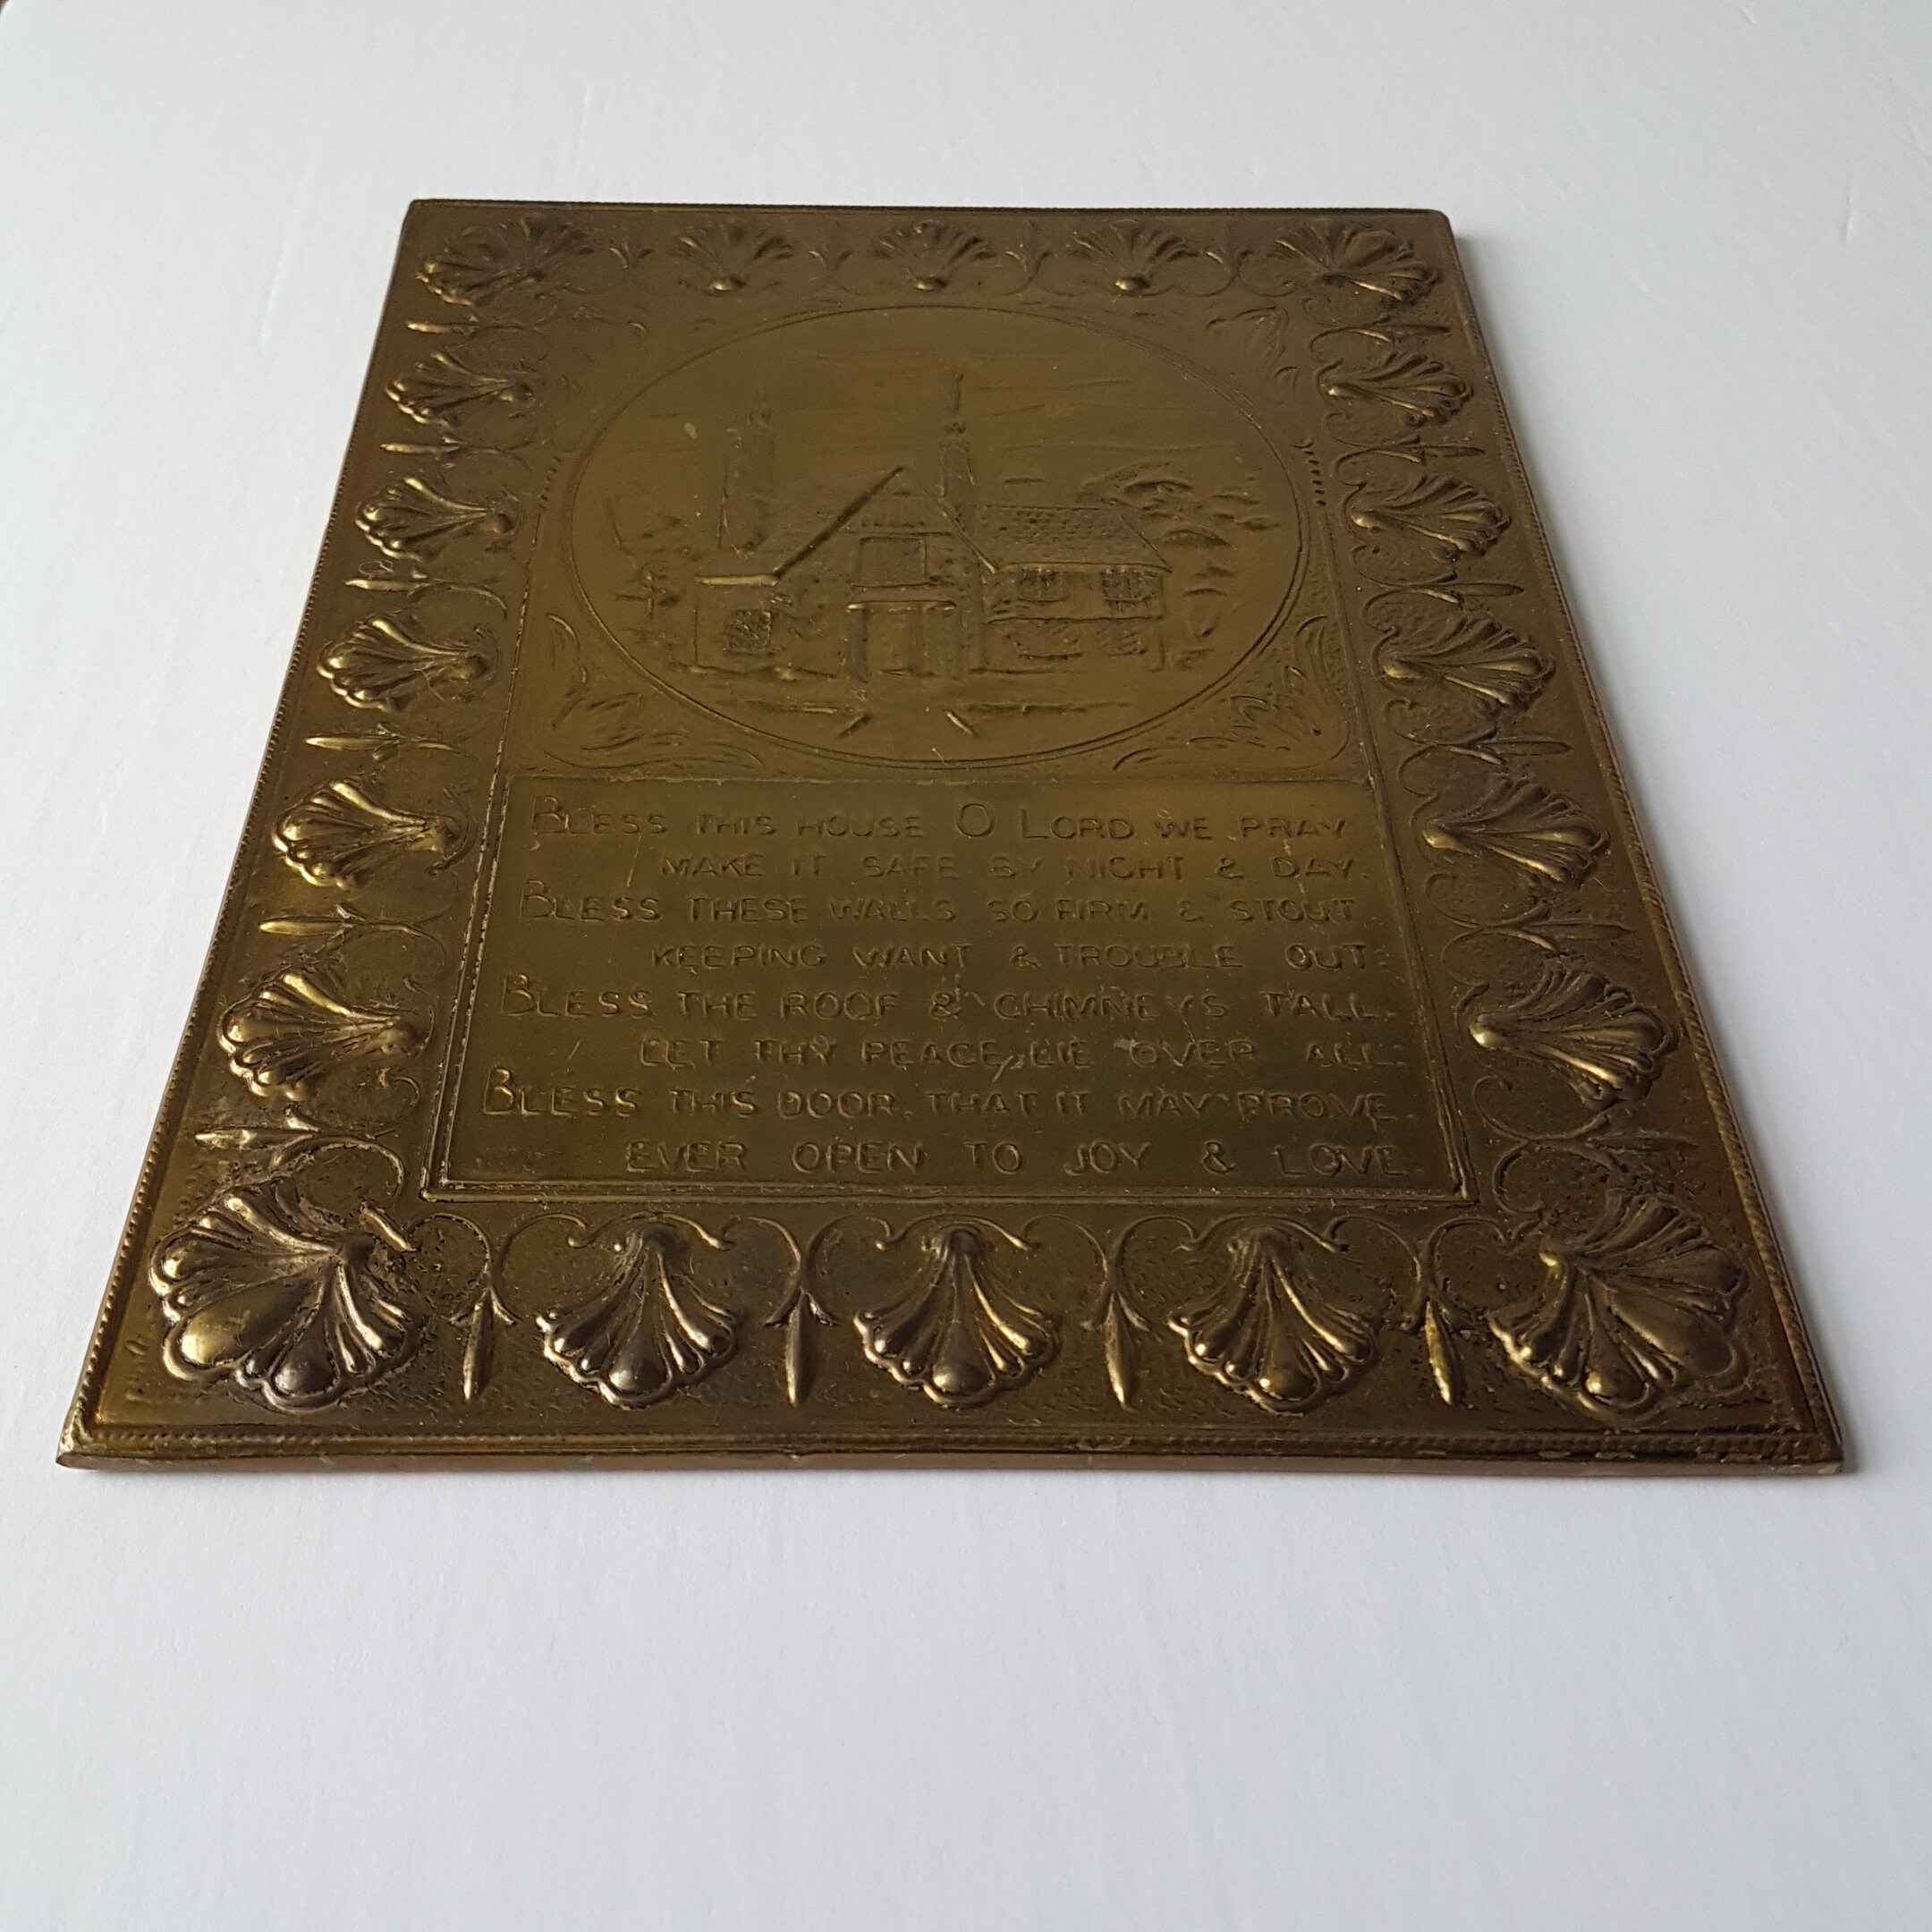 BLESS THIS HOUSE O LORD WE PRAY
MAKE IT SAFE BY NIGHT & DAY.
BLESS THESE WALLS SO FIRM & STOUT
KEEPING WANT & TROUBLE OUT.
BLESS THE ROOF & CHIMNEYS TALL.
LET THY PEACE LIE OVER ALL.
BLESS THIS DOOR. THAT IT MAY PROVE.
EVER OPEN TO JOY & LOVE.